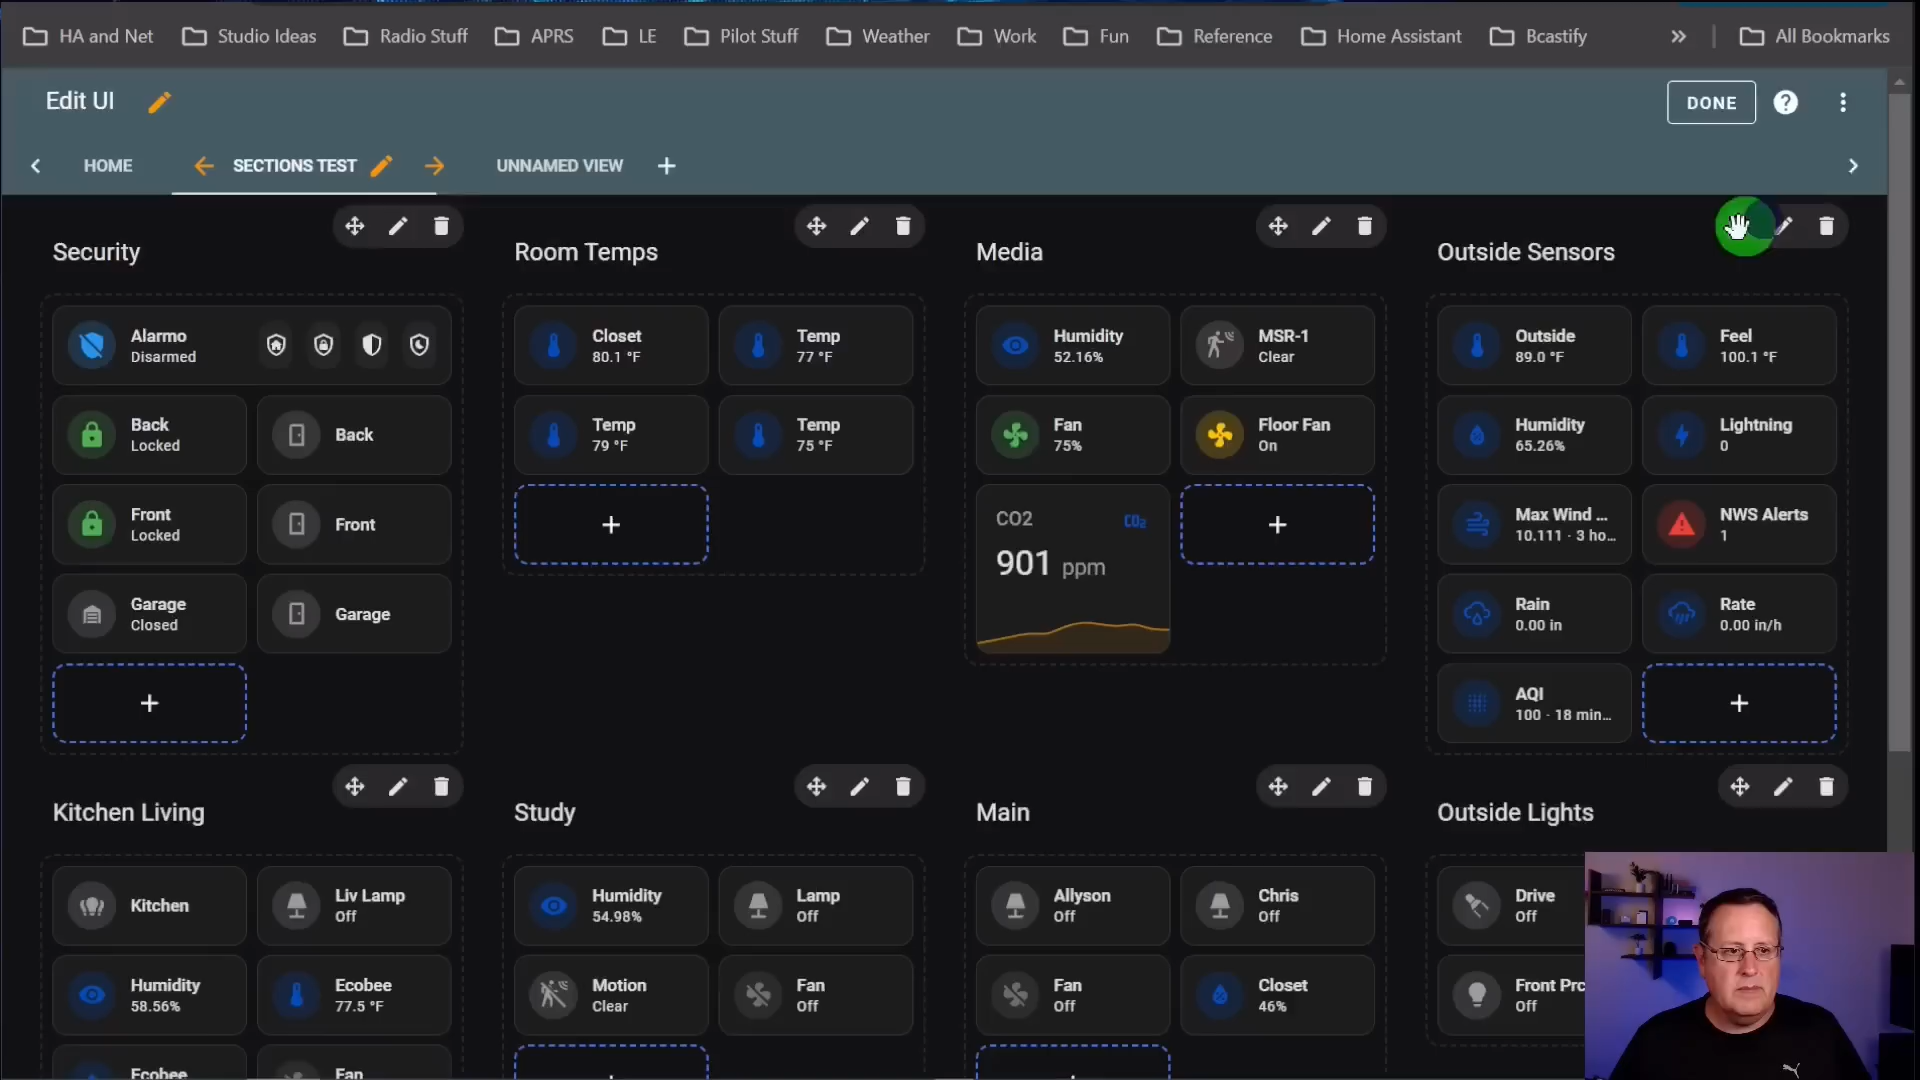 HA and Net
Studio Ideas
Radio Stuff
APRS
LE
Pilot Stuff
Weather
Work
Fun
Reference
Home Assistant
Bcastify
»
All Bookmarks
Edit UI
DONE
?
HOME
SECTIONS TEST
UNNAMED VIEW
+
Security
Room Temps
Media
Outside Sensors
Alarmo
Disarmed
Closet
80.1 °F
Temp
77 °F
Humidity
52.16%
MSR-1
Clear
Outside
89.0 °F
Feel
100.1 °F
Back
Locked
Back
Temp
79 °F
Temp
75 °F
Fan
75%
Floor Fan
On
Humidity
65.26%
Lightning
0
Front
Locked
Front
+
CO2
CO₂
901 ppm
+
Max Wind ...
10.111 · 3 ho...
NWS Alerts
1
Garage
Closed
Garage
Rain
0.00 in
Rate
0.00 in/h
+
AQI
100 · 18 min...
+
Kitchen Living
Study
Main
Outside Lights
Kitchen
Liv Lamp
Off
Humidity
54.98%
Lamp
Off
Allyson
Off
Chris
Off
Drive
Off
Humidity
58.56%
Ecobee
77.5 °F
Motion
Clear
Fan
Off
Fan
Off
Closet
46%
Front Prc
Off
Ecobee
Fan